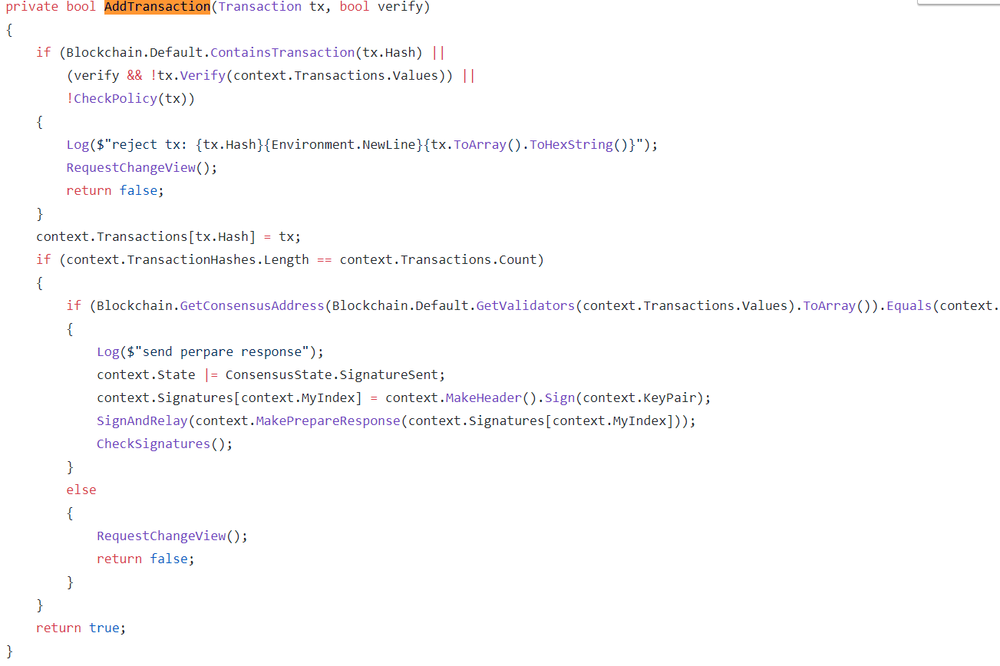 private bool AddTransaction(Transaction tx, bool verify)
{
    if (Blockchain.Default.ContainsTransaction(tx.Hash) ||
        (verify && !tx.Verify(context.Transactions.Values)) ||
        !CheckPolicy(tx))
    {
        Log($"reject tx: {tx.Hash}{Environment.NewLine}{tx.ToArray().ToHexString()}");
        RequestChangeView();
        return false;
    }
    context.Transactions[tx.Hash] = tx;
    if (context.TransactionHashes.Length == context.Transactions.Count)
    {
        if (Blockchain.GetConsensusAddress(Blockchain.Default.GetValidators(context.Transactions.Values).ToArray()).Equals(context.
        {
            Log($"send perpare response");
            context.State |= ConsensusState.SignatureSent;
            context.Signatures[context.MyIndex] = context.MakeHeader().Sign(context.KeyPair);
            SignAndRelay(context.MakePrepareResponse(context.Signatures[context.MyIndex]));
            CheckSignatures();
        }
        else
        {
            RequestChangeView();
            return false;
        }
    }
    return true;
}